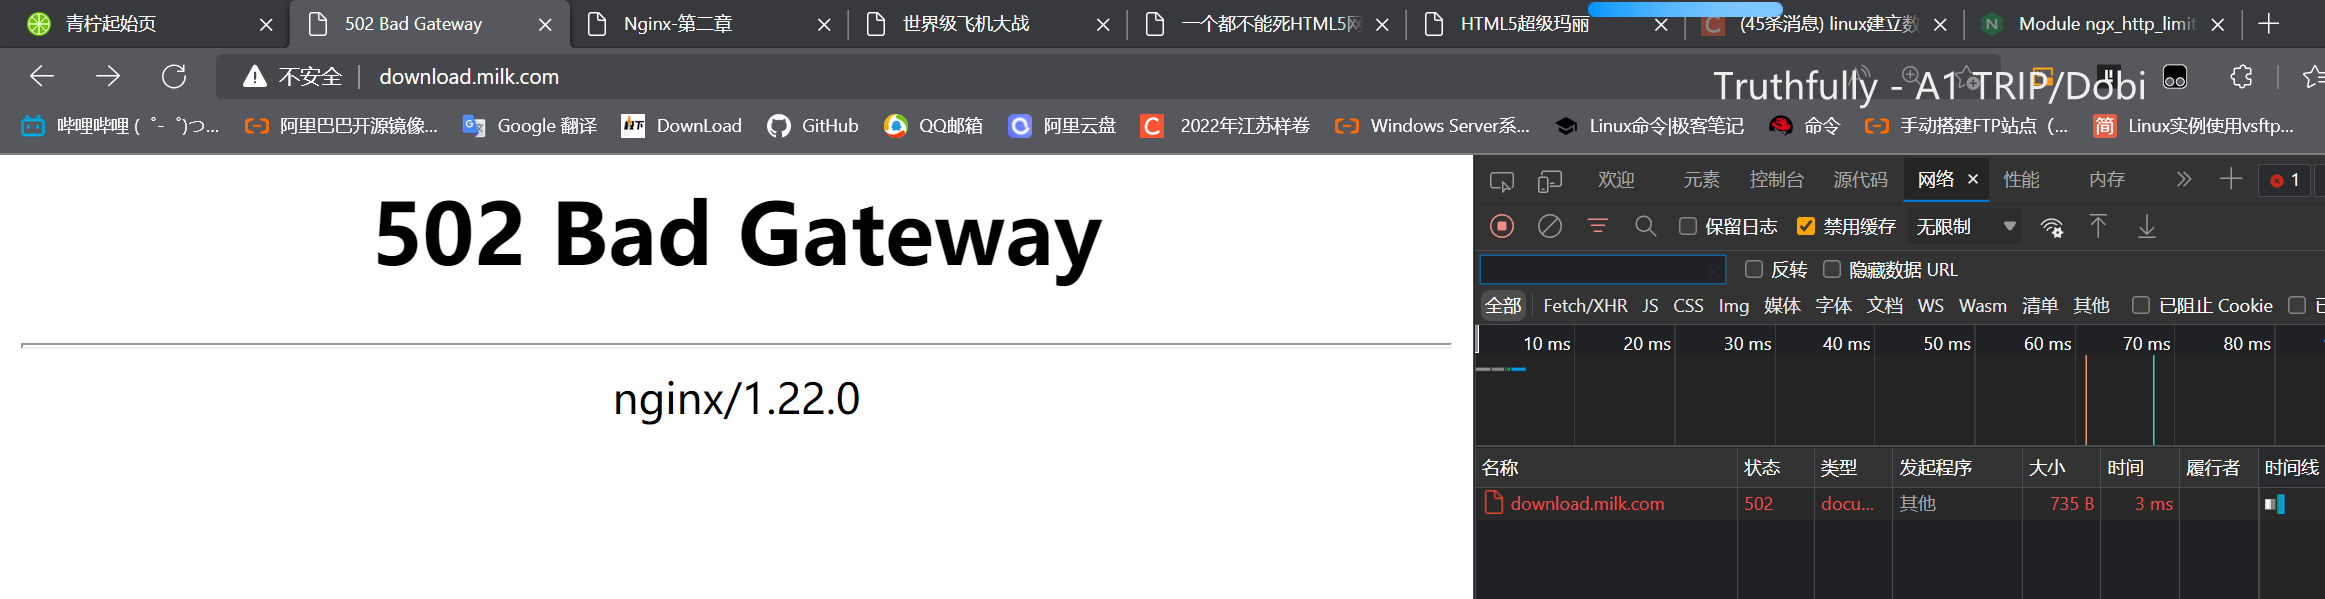 青柠起始页
502 Bad Gateway
Nginx-第二章
世界级飞机大战
一个都不能死HTML5网
HTML5超级玛丽
(45条消息) linux建立数
Module ngx_http_limit
不安全
download.milk.com
Truthfully - A1 TRIP/Dobi
哔哩哔哩 (゜-゜)つ...
阿里巴巴开源镜像...
Google 翻译
DownLoad
GitHub
QQ邮箱
阿里云盘
2022年江苏样卷
Windows Server系...
Linux命令|极客笔记
命令
手动搭建FTP站点（...
简 Linux实例使用vsftp...
502 Bad Gateway
nginx/1.22.0
欢迎 元素 控制台 源代码 网络 性能 内存 1
保留日志 禁用缓存 无限制
反转 隐藏数据 URL
全部 Fetch/XHR JS CSS Img 媒体 字体 文档 WS Wasm 清单 其他 已阻止 Cookie
10 ms 20 ms 30 ms 40 ms 50 ms 60 ms 70 ms 80 ms
名称 状态 类型 发起程序 大小 时间 履行者 时间线
download.milk.com 502 docu... 其他 735 B 3 ms